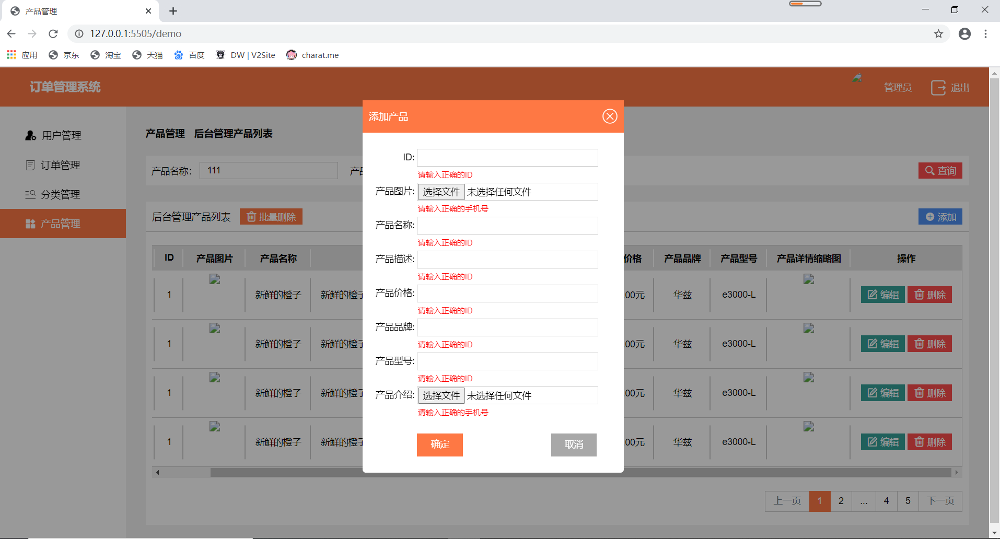 产品管理
127.0.0.1:5505/demo
应用 京东 淘宝 天猫 百度 DW | V2Site charat.me
订单管理系统 管理员 退出
用户管理
订单管理
分类管理
产品管理
产品管理 后台管理产品列表
产品名称: 111 产品 查询
后台管理产品列表 批量删除 添加
ID 产品图片 产品名称 价格 产品品牌 产品型号 产品详情缩略图 操作
1 新鲜的橙子 新鲜的橙子 .00元 华兹 e3000-L 编辑 删除
1 新鲜的橙子 新鲜的橙子 .00元 华兹 e3000-L 编辑 删除
1 新鲜的橙子 新鲜的橙子 .00元 华兹 e3000-L 编辑 删除
1 新鲜的橙子 新鲜的橙子 .00元 华兹 e3000-L 编辑 删除
上一页 1 2 ... 4 5 下一页
添加产品
ID:
请输入正确的ID
产品图片: 选择文件 未选择任何文件
请输入正确的手机号
产品名称:
请输入正确的ID
产品描述:
请输入正确的ID
产品价格:
请输入正确的ID
产品品牌:
请输入正确的ID
产品型号:
请输入正确的ID
产品介绍: 选择文件 未选择任何文件
请输入正确的手机号
确定 取消